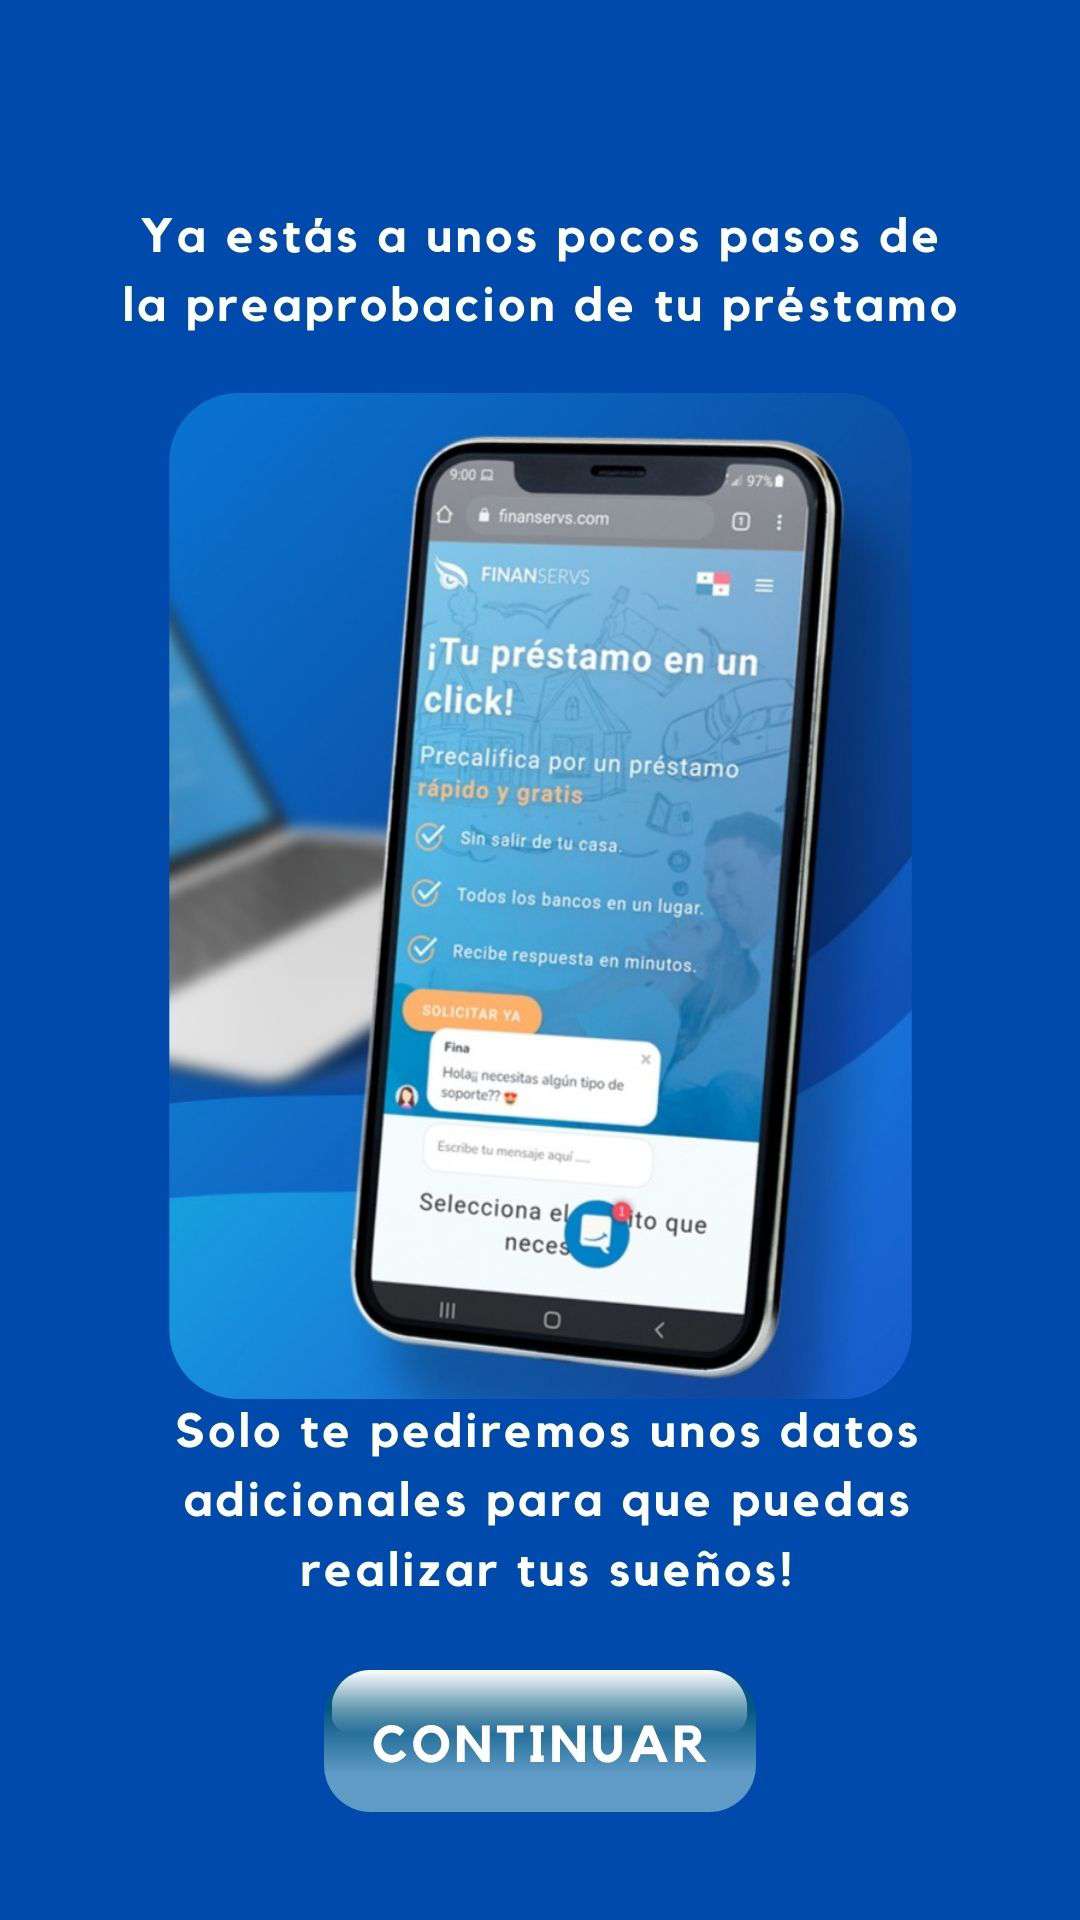 Ya estás a unos pocos pasos de
la preaprobacion de tu préstamo
9:00
97%
finanservs.com
1
FINANSERVS
¡Tu préstamo en un
click!
Precalifica por un préstamo
rápido y gratis
Sin salir de tu casa.
Todos los bancos en un lugar.
Recibe respuesta en minutos.
SOLICITAR YA
Fina
Hola¡¡ necesitas algún tipo de
soporte??
Escribe tu mensaje aquí .....
1
Selecciona el ito que
neces
Solo te pediremos unos datos
adicionales para que puedas
realizar tus sueños!
CONTINUAR